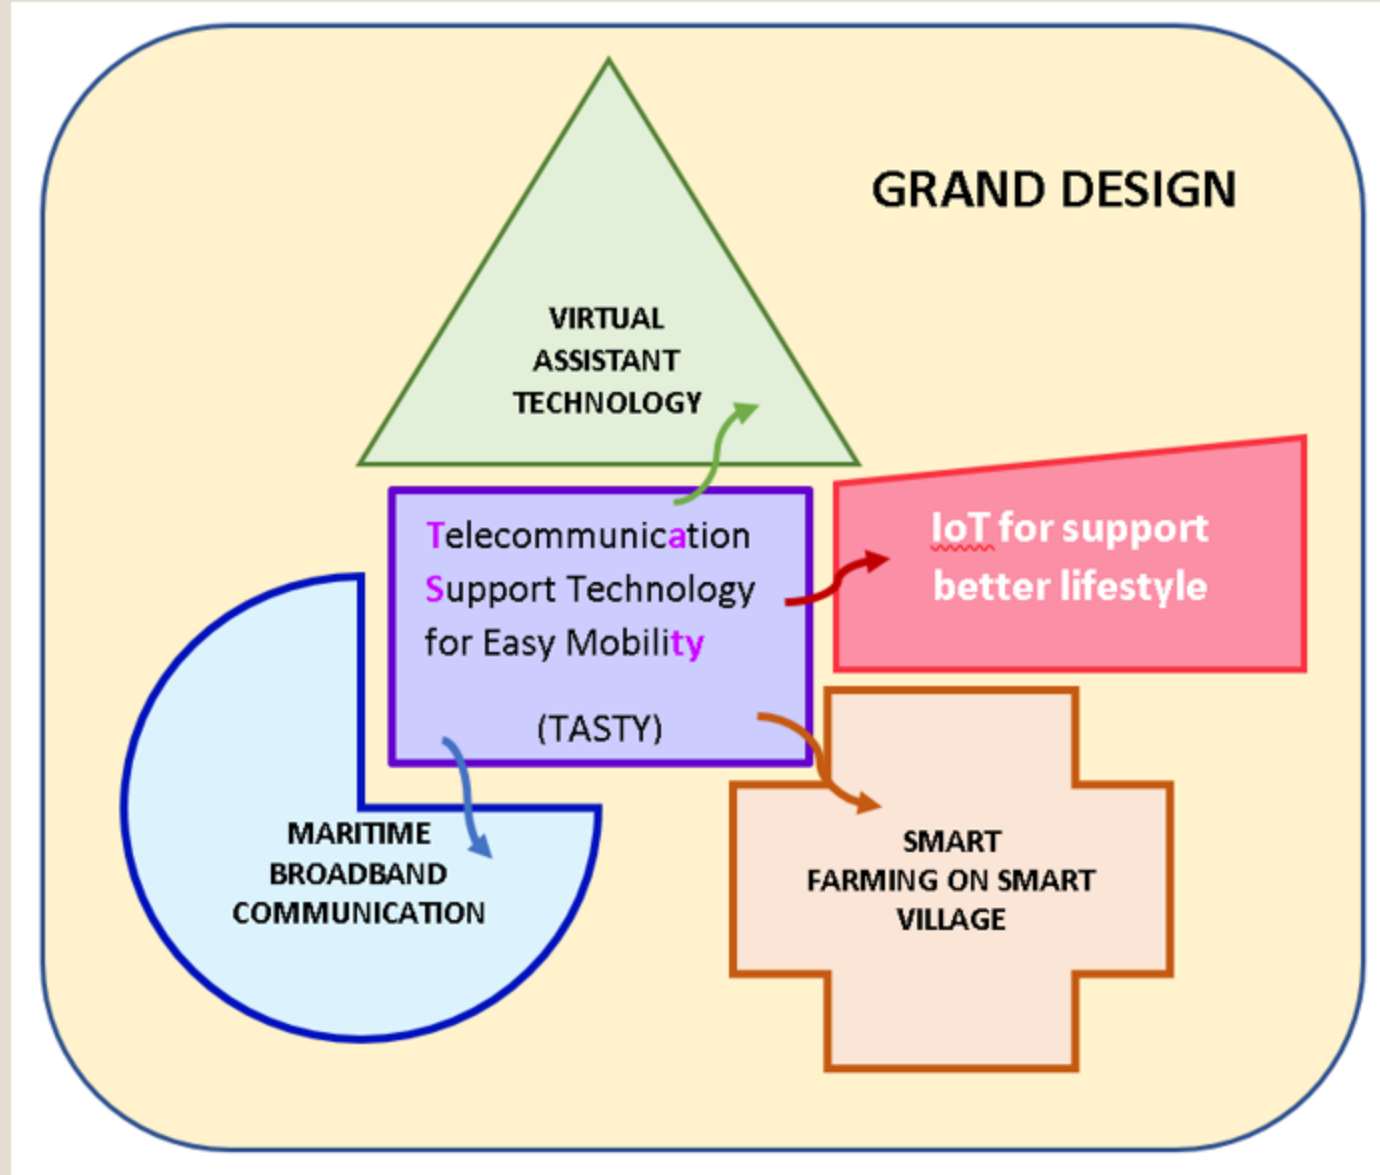 GRAND DESIGN
VIRTUAL
ASSISTANT
TECHNOLOGY
Telecommunication
Support Technology
for Easy Mobility
(TASTY)
IoT for support
better lifestyle
MARITIME
BROADBAND
COMMUNICATION
SMART
FARMING ON SMART
VILLAGE